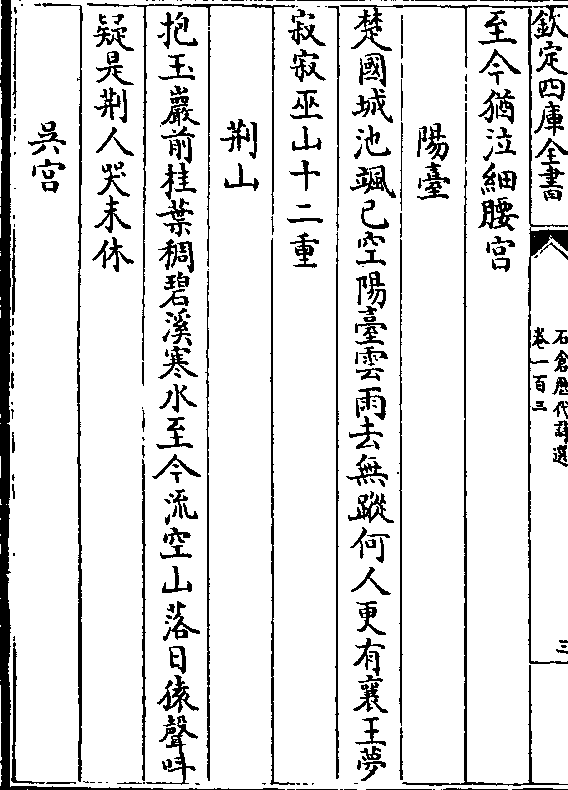 欽定四庫全書
石倉歷代詩選
卷一百三
三
至今猶泣細腰宮
陽臺
楚國城池颯已空陽臺雲雨去無蹤何人更有襄王夢
寂寂巫山十二重
荆山
抱玉巖前桂葉稠碧溪寒水至今流空山落日猿聲叫
疑是荆人哭未休
吳宮